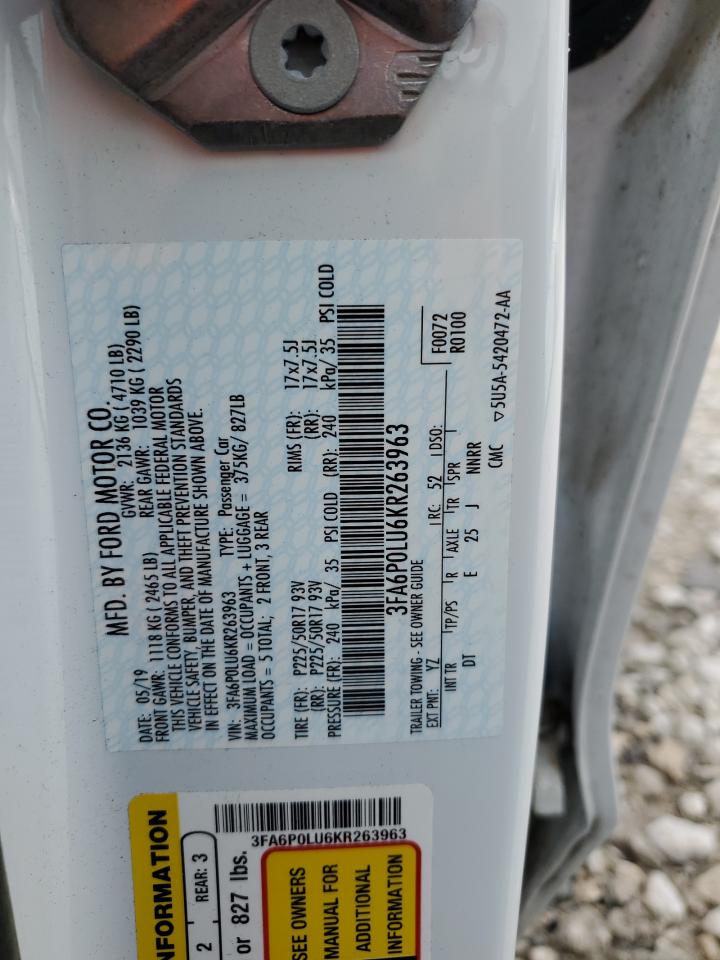 MFD. BY FORD MOTOR CO.
DATE: 05/19 GVWR: 2136 KG ( 4710 LB)
FRONT GAWR: 1118 KG ( 2465 LB) REAR GAWR: 1039 KG ( 2290 LB)
THIS VEHICLE CONFORMS TO ALL APPLICABLE FEDERAL MOTOR
VEHICLE SAFETY, BUMPER, AND THEFT PREVENTION STANDARDS
IN EFFECT ON THE DATE OF MANUFACTURE SHOWN ABOVE.
VIN: 3FA6P0LU6KR263963 TYPE: Passenger Car
MAXIMUM LOAD = OCCUPANTS + LUGGAGE = 375KG/ 827LB
OCCUPANTS = 5 TOTAL; 2 FRONT, 3 REAR
TIRE (FR): P225/50R17 93V RIMS (FR): 17x7.5J
(RR): P225/50R17 93V (RR): 17x7.5J
PRESSURE (FR): 240 kPa/ 35 PSI COLD (RR): 240 kPa/ 35 PSI COLD
3FA6P0LU6KR263963
TRAILER TOWING - SEE OWNER GUIDE F0072
EXT PNT: YZ RC: 52 DSO: R0100
INT TR TP/PS R AXLE TR SPR
DT E 25 J NNRR
CMC ▽5U5A-5420472-AA
3FA6P0LU6KR263963
NFORMATION
2 REAR: 3
or 827 lbs.
SEE OWNERS
MANUAL FOR
ADDITIONAL
INFORMATION